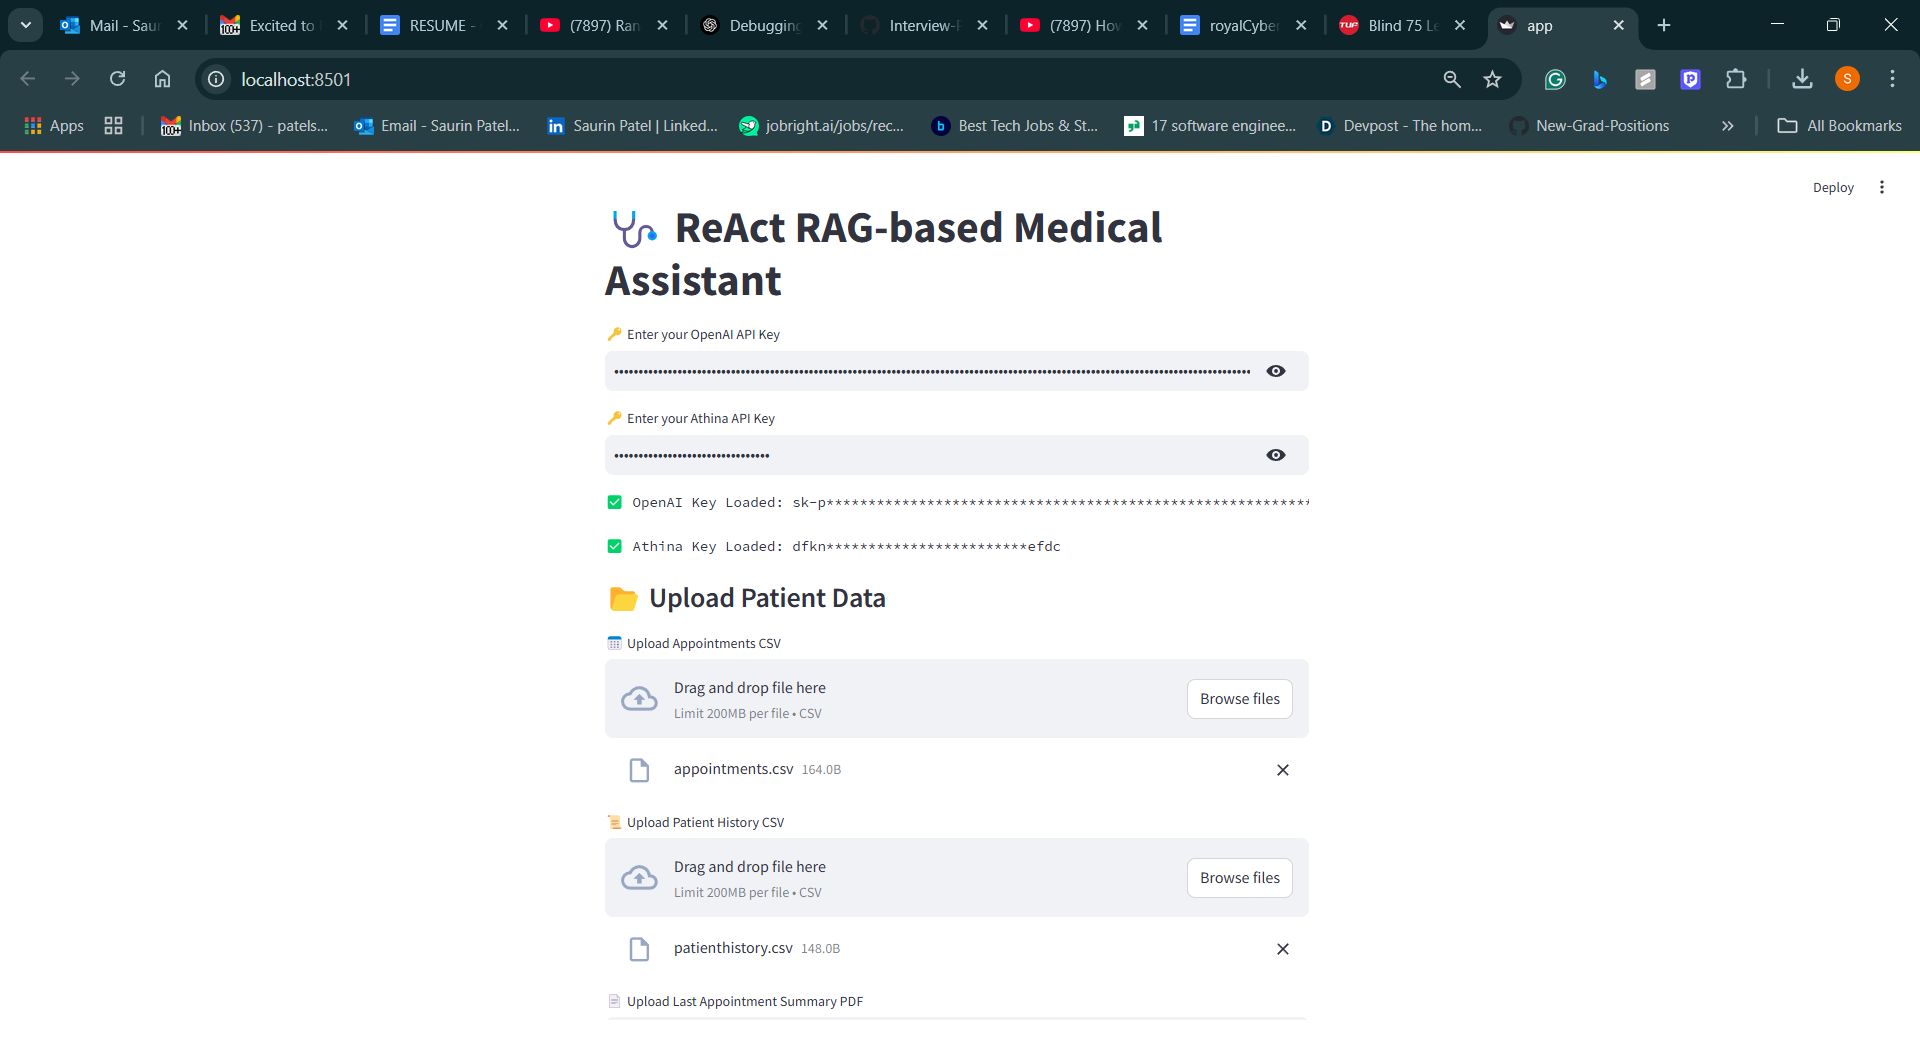 Mail - Saur
Excited to
RESUME -
(7897) Ran
Debugging
Interview-P
(7897) How
royalCyber
Blind 75 Le
app
localhost:8501
S
Apps
Inbox (537) - patels...
Email - Saurin Patel...
Saurin Patel | Linked...
jobright.ai/jobs/rec...
Best Tech Jobs & St...
17 software enginee...
Devpost - The hom...
New-Grad-Positions
All Bookmarks
Deploy
ReAct RAG-based Medical
Assistant
Enter your OpenAI API Key
Enter your Athina API Key
OpenAI Key Loaded: sk-p**********************************************************
Athina Key Loaded: dfkn************************efdc
Upload Patient Data
Upload Appointments CSV
Drag and drop file here
Limit 200MB per file • CSV
Browse files
appointments.csv 164.0B
Upload Patient History CSV
Drag and drop file here
Limit 200MB per file • CSV
Browse files
patienthistory.csv 148.0B
Upload Last Appointment Summary PDF